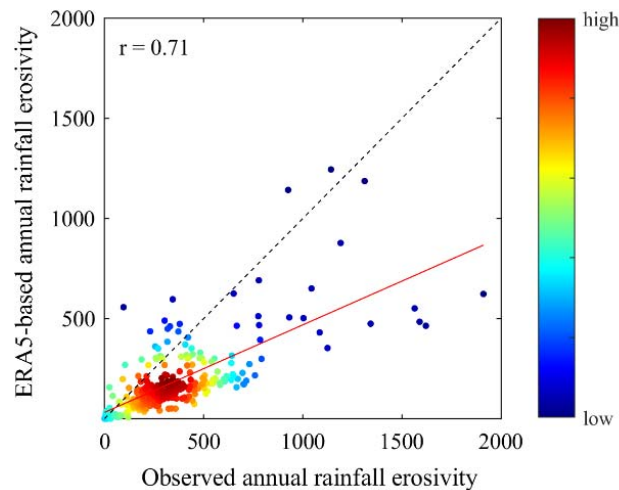 2000
1500
1000
500
0
0
500
1000
1500
2000
r = 0.71
ERA5-based annual rainfall erosivity
Observed annual rainfall erosivity
high
low